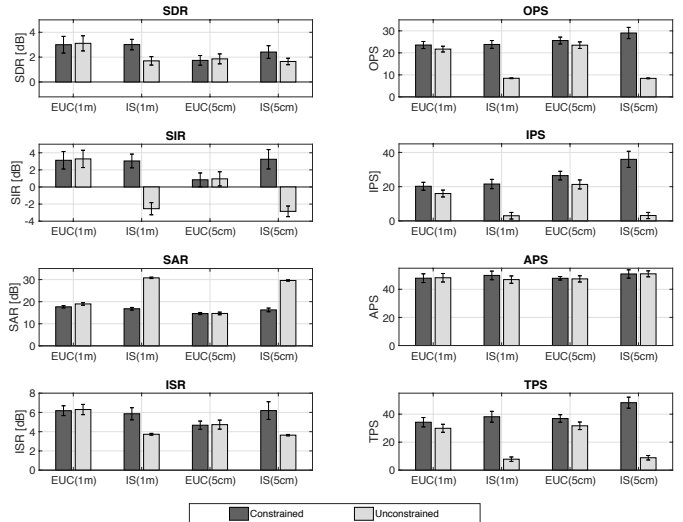 SDR
SDR [dB]
4
2
0
EUC(1m) IS(1m) EUC(5cm) IS(5cm)
SIR
SIR [dB]
4
2
0
-2
-4
EUC(1m) IS(1m) EUC(5cm) IS(5cm)
SAR
SAR [dB]
30
20
10
0
EUC(1m) IS(1m) EUC(5cm) IS(5cm)
ISR
ISR [dB]
8
6
4
2
0
EUC(1m) IS(1m) EUC(5cm) IS(5cm)
OPS
OPS
30
20
10
0
EUC(1m) IS(1m) EUC(5cm) IS(5cm)
IPS
IPS]
40
20
0
EUC(1m) IS(1m) EUC(5cm) IS(5cm)
APS
APS
40
20
0
EUC(1m) IS(1m) EUC(5cm) IS(5cm)
TPS
TPS
40
20
0
EUC(1m) IS(1m) EUC(5cm) IS(5cm)
Constrained Unconstrained